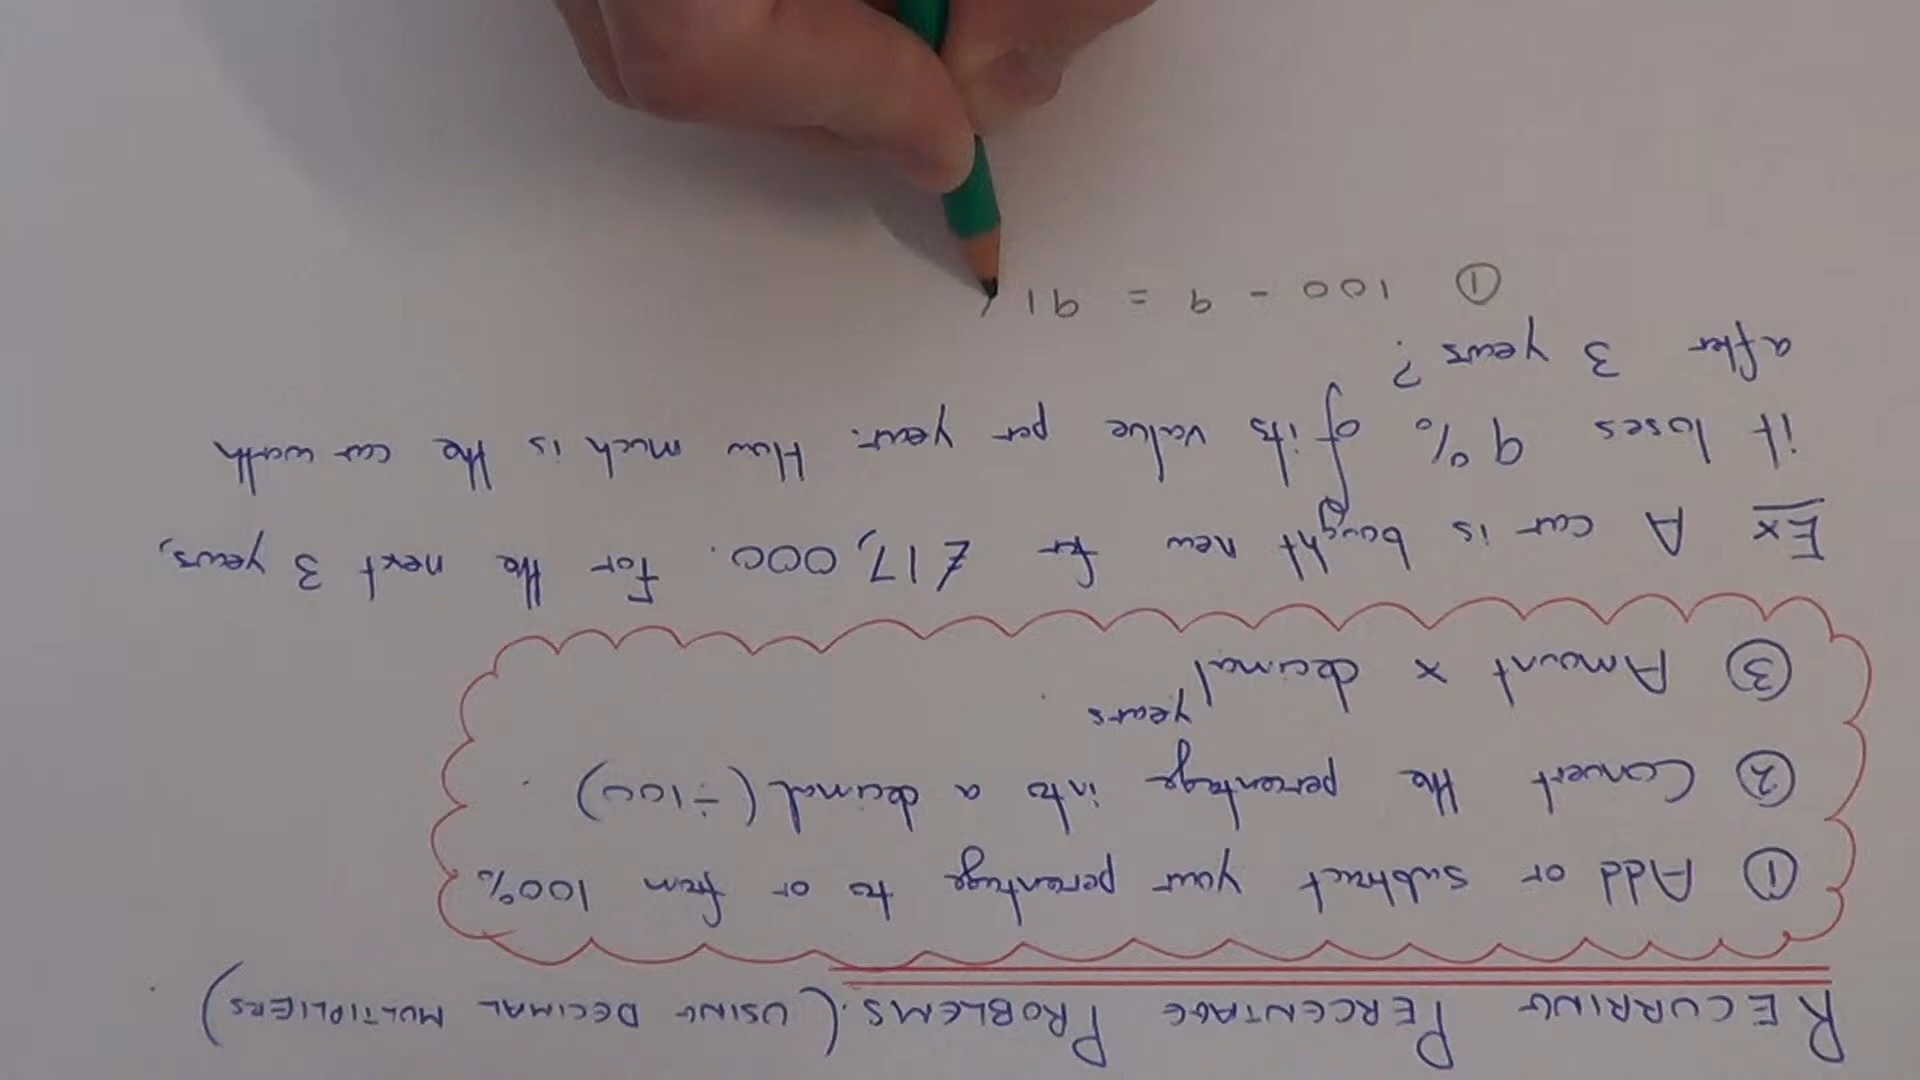 RECURRING PERCENTAGE PROBLEMS. (USING DECIMAL MULTIPLIERS)
① Add or subtract your percentage to or from 100%
② Convert the percentage into a decimal (÷100)
③ Amount × decimal^years
Ex A car is bought new for £17,000. For the next 3 years,
it loses 9% of its value per year. How much is the car worth
after 3 years?
① 100 - 9 = 91